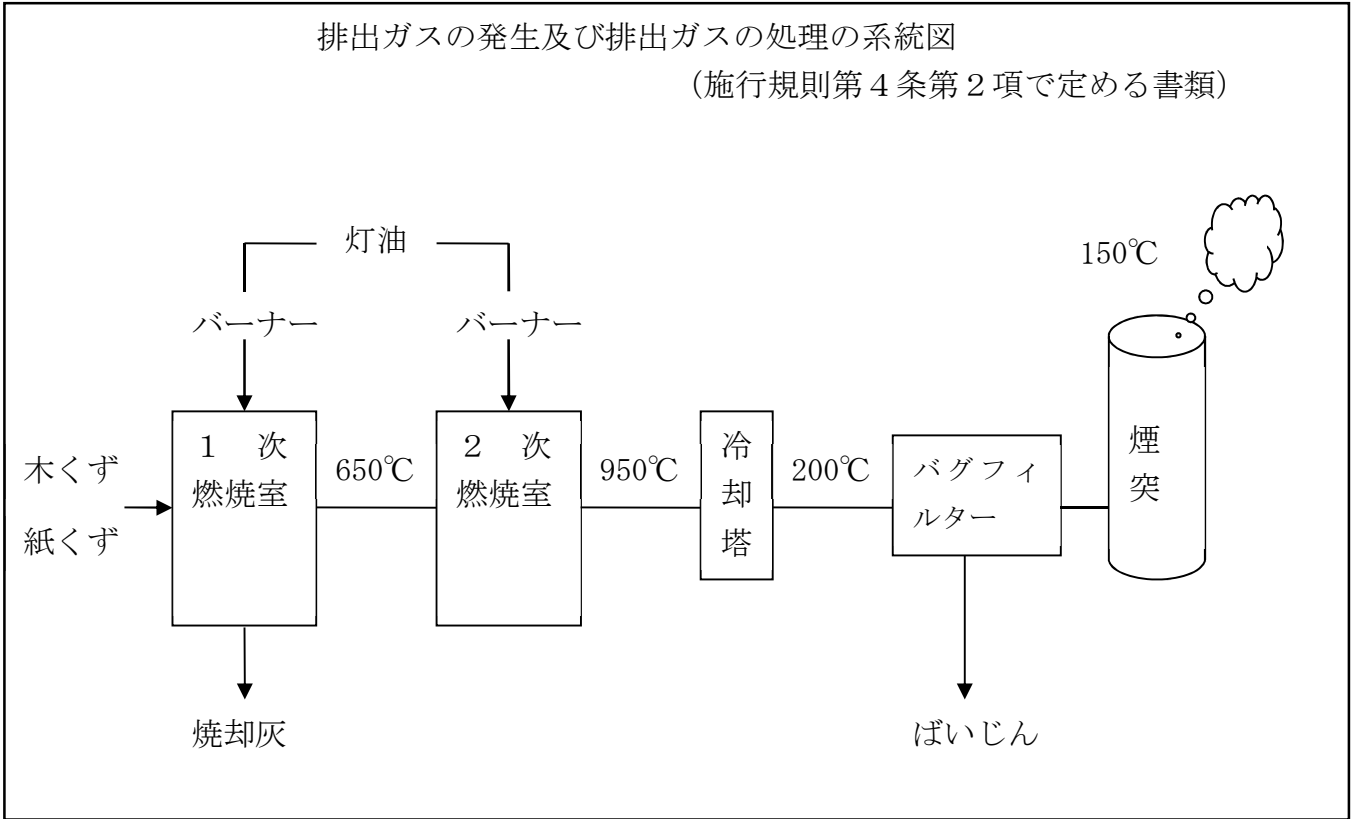 排出ガスの発生及び排出ガスの処理の系統図
（施行規則第４条第２項で定める書類）
灯油
150℃
バーナー
バーナー
木くず
紙くず
１次
燃焼室
650℃
２次
燃焼室
950℃
冷
却
塔
200℃
バグフィ
ルター
煙
突
焼却灰
ばいじん